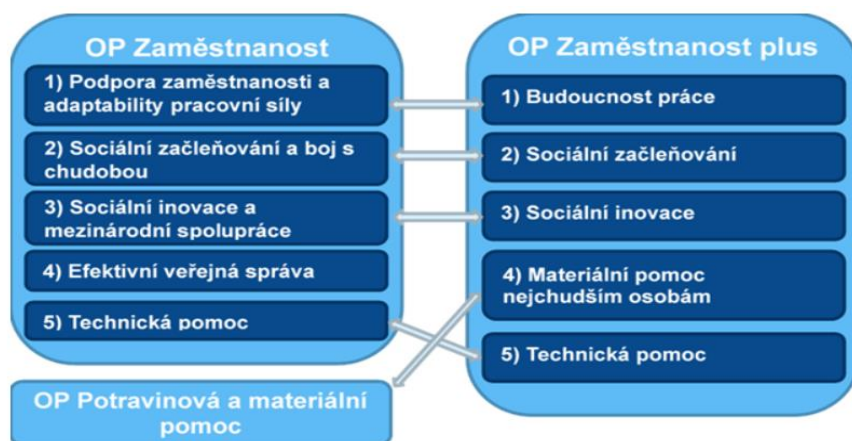 OP Zaměstnanost
1) Podpora zaměstnanosti a
adaptability pracovní síly
2) Sociální začleňování a boj s
chudobou
3) Sociální inovace a
mezinárodní spolupráce
4) Efektivní veřejná správa
5) Technická pomoc
OP Potravinová a materiální
pomoc
OP Zaměstnanost plus
1) Budoucnost práce
2) Sociální začleňování
3) Sociální inovace
4) Materiální pomoc
nejchudším osobám
5) Technická pomoc